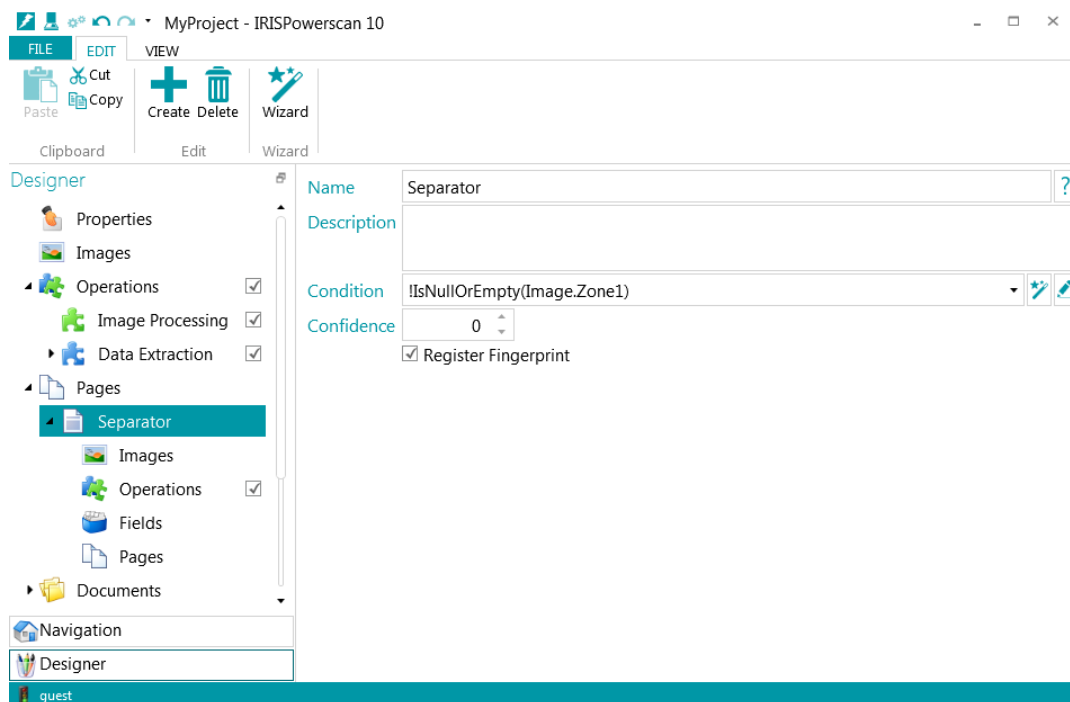 MyProject - IRISPowerscan 10
FILE EDIT VIEW
Paste
Cut
Copy
Create Delete
Wizard
Clipboard Edit Wizard
Designer
Properties
Images
Operations
Image Processing
Data Extraction
Pages
Separator
Images
Operations
Fields
Pages
Documents
Navigation
Designer
guest
Name Separator ?
Description
Condition !IsNullOrEmpty(Image.Zone1)
Confidence 0
Register Fingerprint